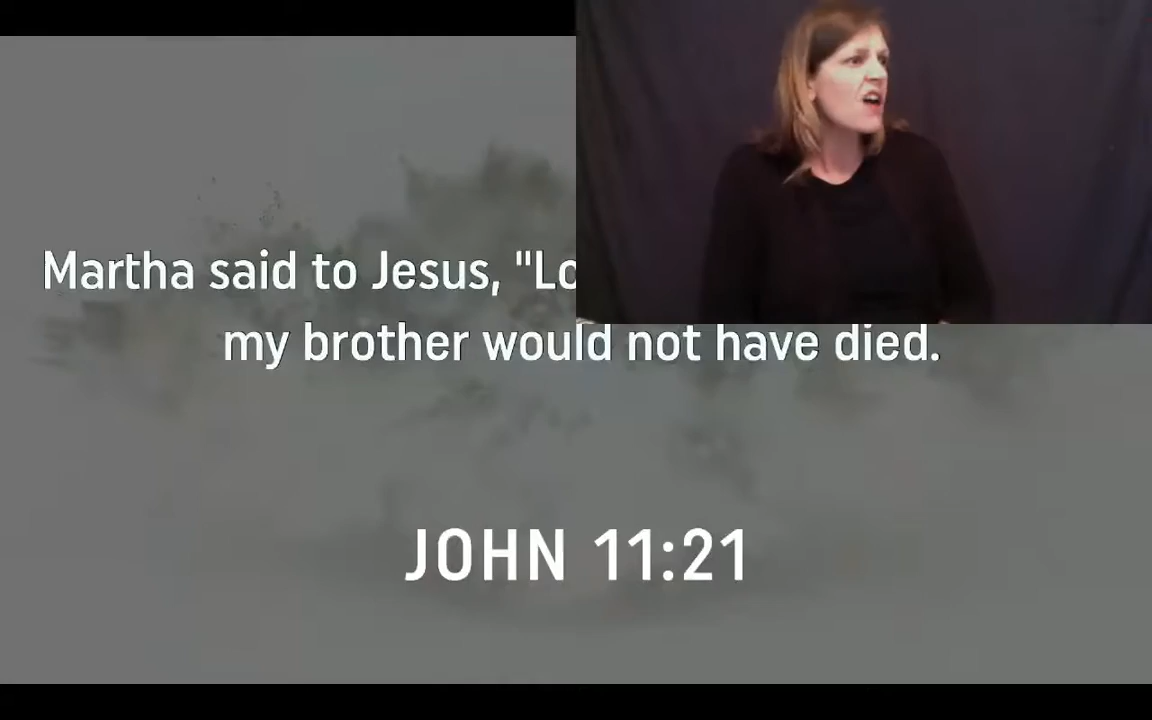 Martha said to Jesus, "Lo
my brother would not have died.
JOHN 11:21